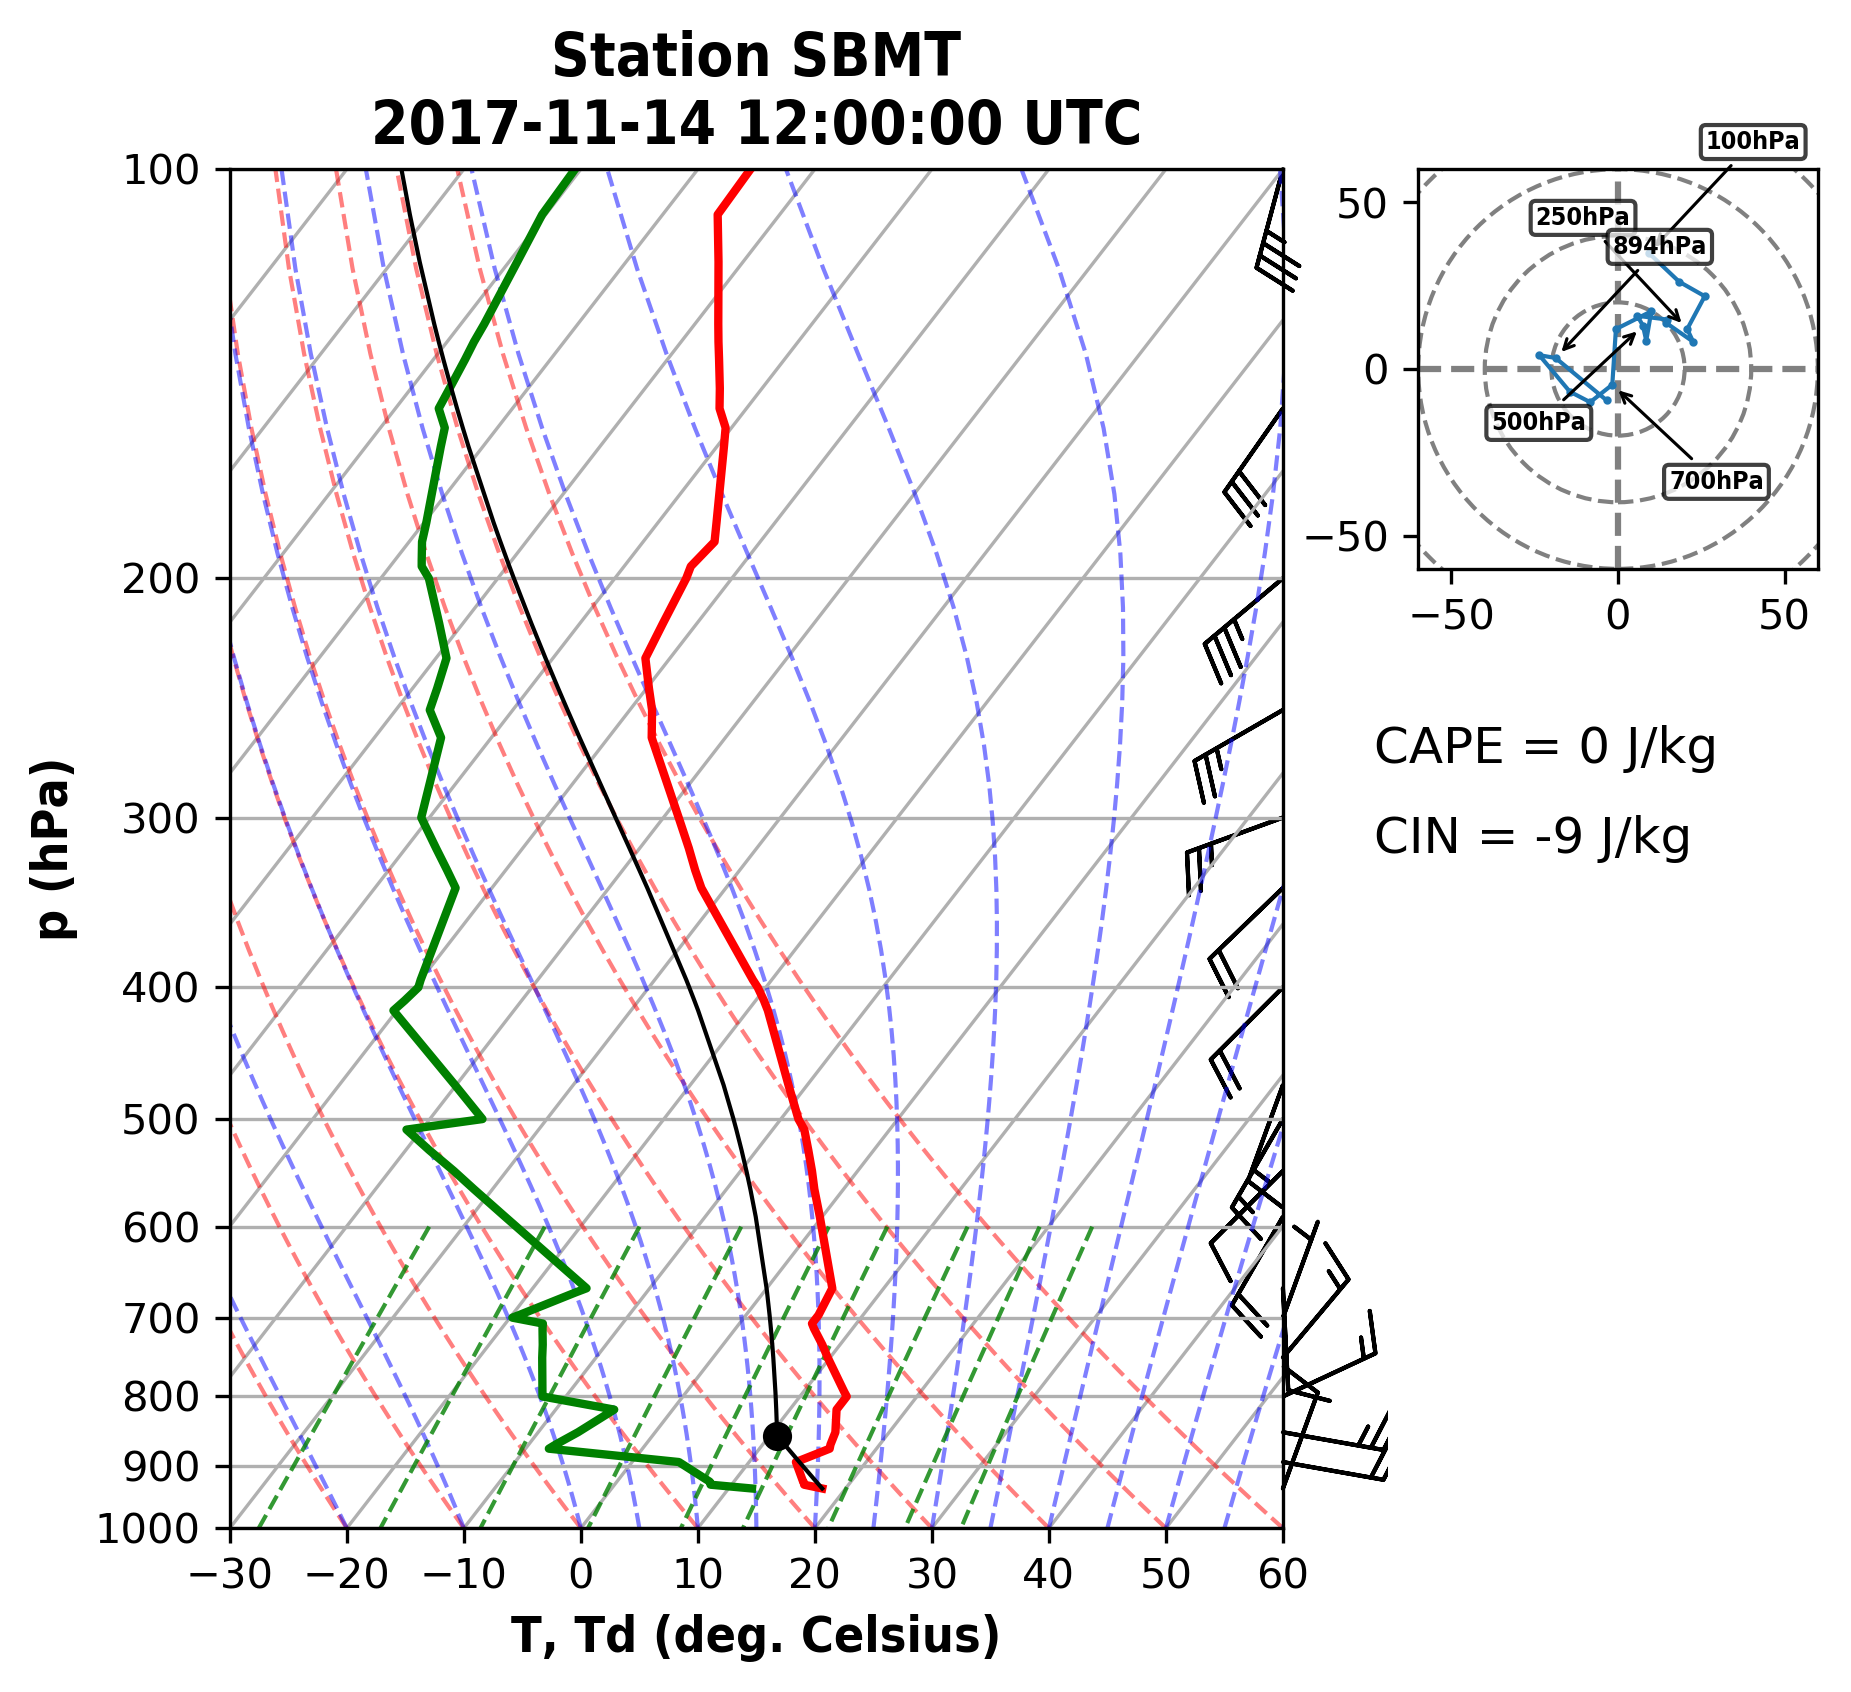 Station SBMT
2017-11-14 12:00:00 UTC
100
200
300
400
500
600
700
800
900
1000
p (hPa)
−30 −20 −10 0 10 20 30 40 50 60
T, Td (deg. Celsius)
100hPa
250hPa
894hPa
500hPa
700hPa
50
0
−50
−50 0 50
CAPE = 0 J/kg
CIN = -9 J/kg